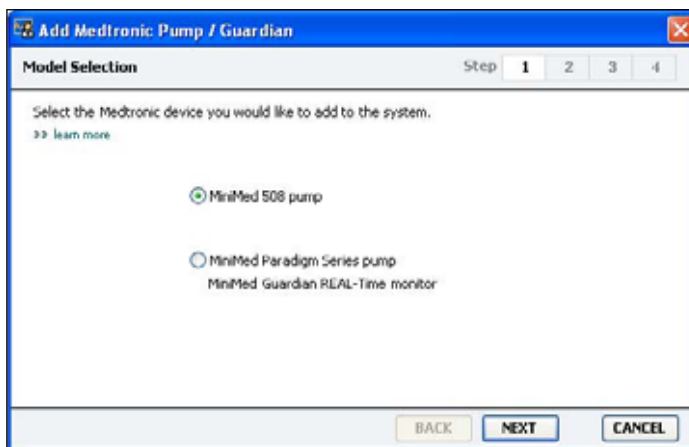 Add Medtronic Pump / Guardian
Model Selection
Step 1 2 3 4
Select the Medtronic device you would like to add to the system.
>> learn more
MiniMed 508 pump
MiniMed Paradigm Series pump
MiniMed Guardian REAL-Time monitor
BACK NEXT CANCEL